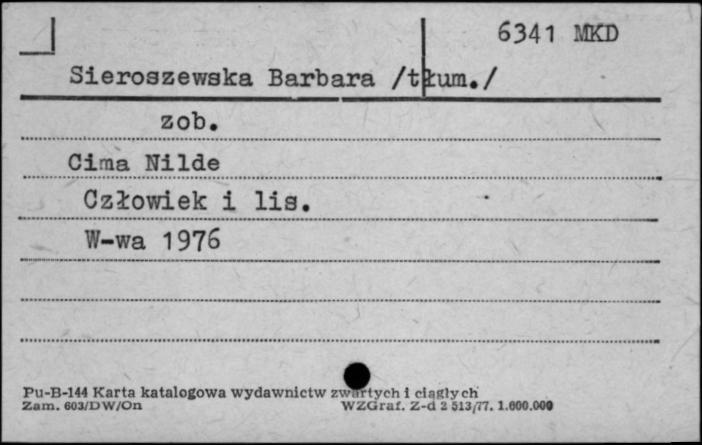 6341 MKD
Sieroszewska Barbara /tłum./
zob.
Cima Nilde
Człowiek i lis.
W-wa 1976
Pu-B-144 Karta katalogowa wydawnictw zwartych i ciągłych
Zam. 603/DW/On WZGraf. Z-d 2 513/77. 1.600.000